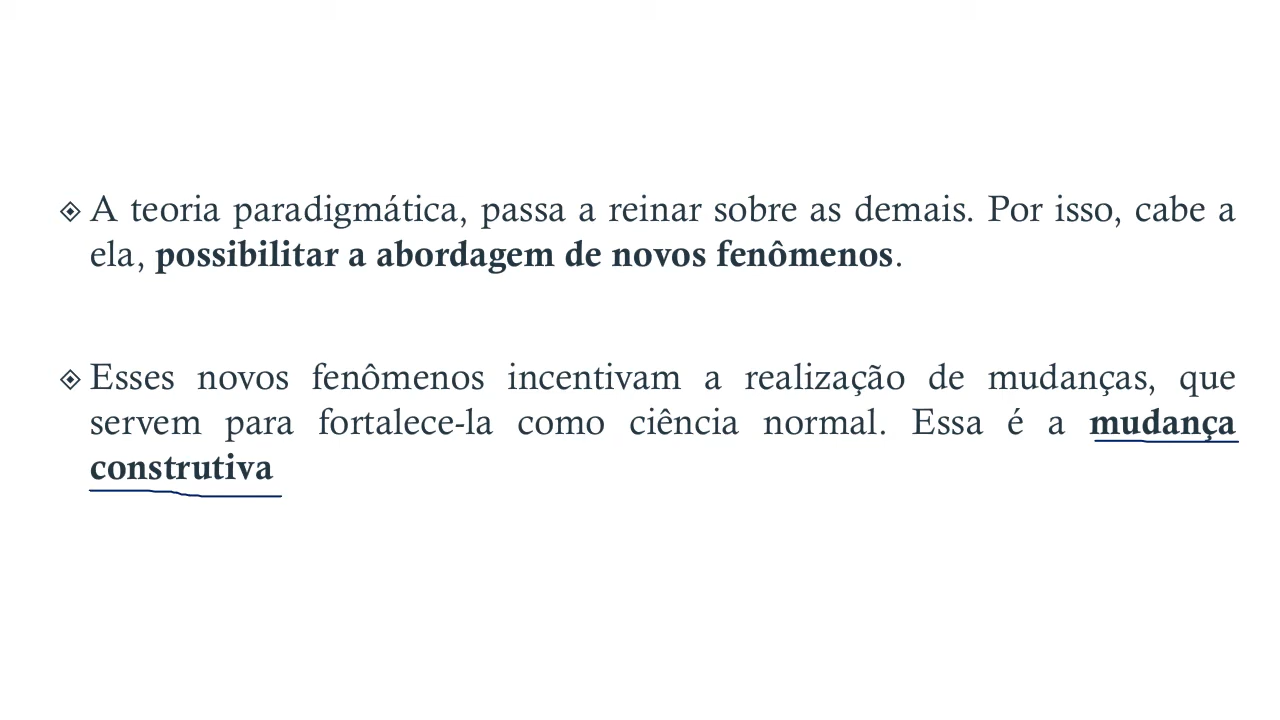 A teoria paradigmática, passa a reinar sobre as demais. Por isso, cabe a
ela, possibilitar a abordagem de novos fenômenos.
Esses novos fenômenos incentivam a realização de mudanças, que
servem para fortalece-la como ciência normal. Essa é a mudança
construtiva